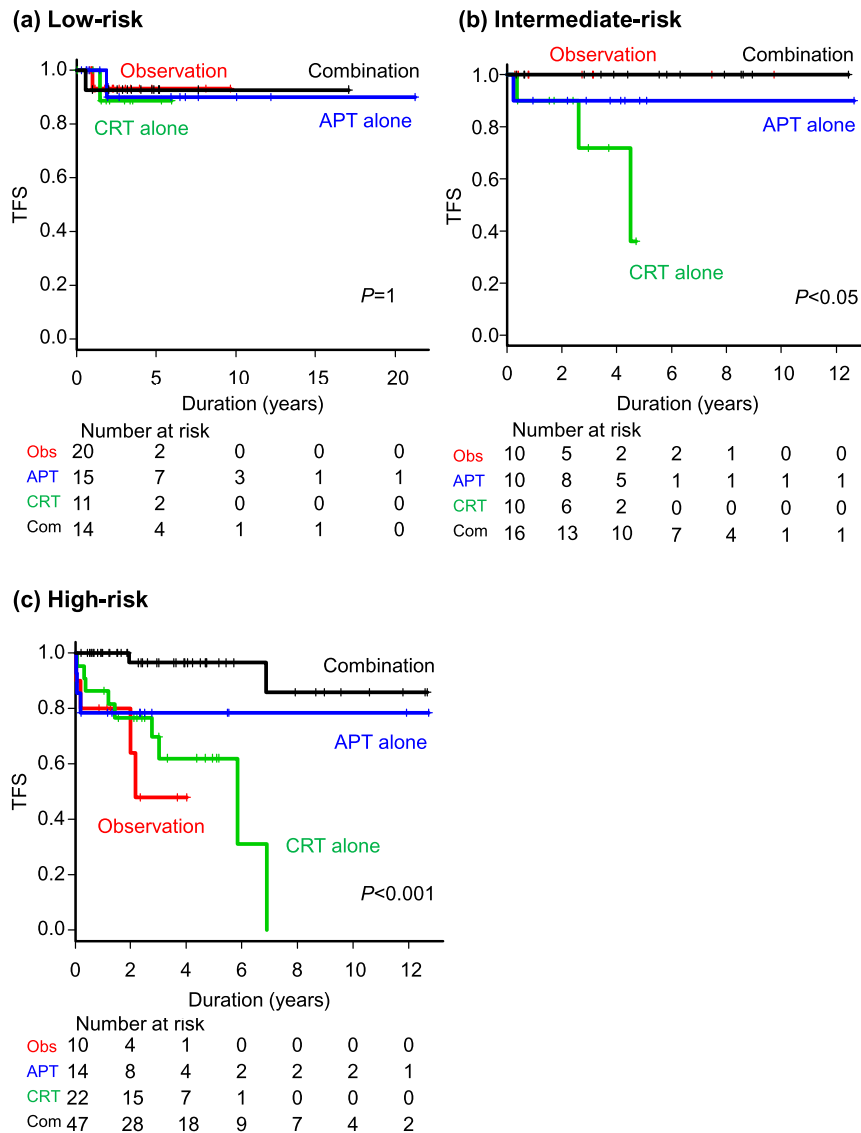 (a) Low-risk
1.0
0.8
0.6
0.4
0.2
0.0
TFS
Observation
Combination
CRT alone
APT alone
P=1
0 5 10 15 20
Duration (years)
Number at risk
Obs 20 2 0 0 0
APT 15 7 3 1 1
CRT 11 2 0 0 0
Com 14 4 1 1 0
(b) Intermediate-risk
1.0
0.8
0.6
0.4
0.2
0.0
TFS
Observation
Combination
APT alone
CRT alone
P<0.05
0 2 4 6 8 10 12
Duration (years)
Number at risk
Obs 10 5 2 2 1 0 0
APT 10 8 5 1 1 1 1
CRT 10 6 2 0 0 0 0
Com 16 13 10 7 4 1 1
(c) High-risk
1.0
0.8
0.6
0.4
0.2
0.0
TFS
Combination
APT alone
Observation
CRT alone
P<0.001
0 2 4 6 8 10 12
Duration (years)
Number at risk
Obs 10 4 1 0 0 0 0
APT 14 8 4 2 2 2 1
CRT 22 15 7 1 0 0 0
Com 47 28 18 9 7 4 2